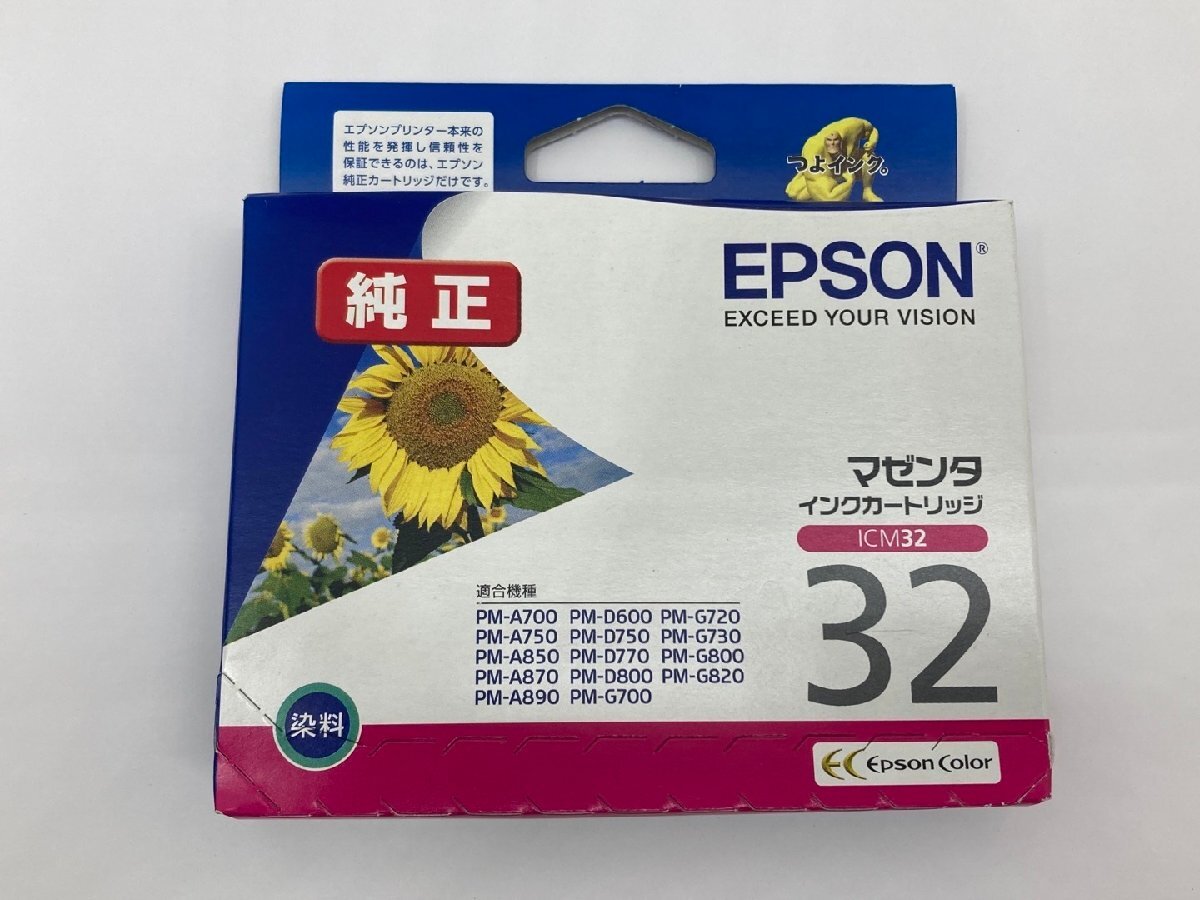 エプソンプリンター本来の
性能を発揮し信頼性を
保証できるのは、エプソン
純正カートリッジだけです。
つよインク。
純正
EPSON®
EXCEED YOUR VISION
マゼンタ
インクカートリッジ
ICM32
32
適合機種
PM-A700 PM-D600 PM-G720
PM-A750 PM-D750 PM-G730
PM-A850 PM-D770 PM-G800
PM-A870 PM-D800 PM-G820
PM-A890 PM-G700
染料
EC Epson Color